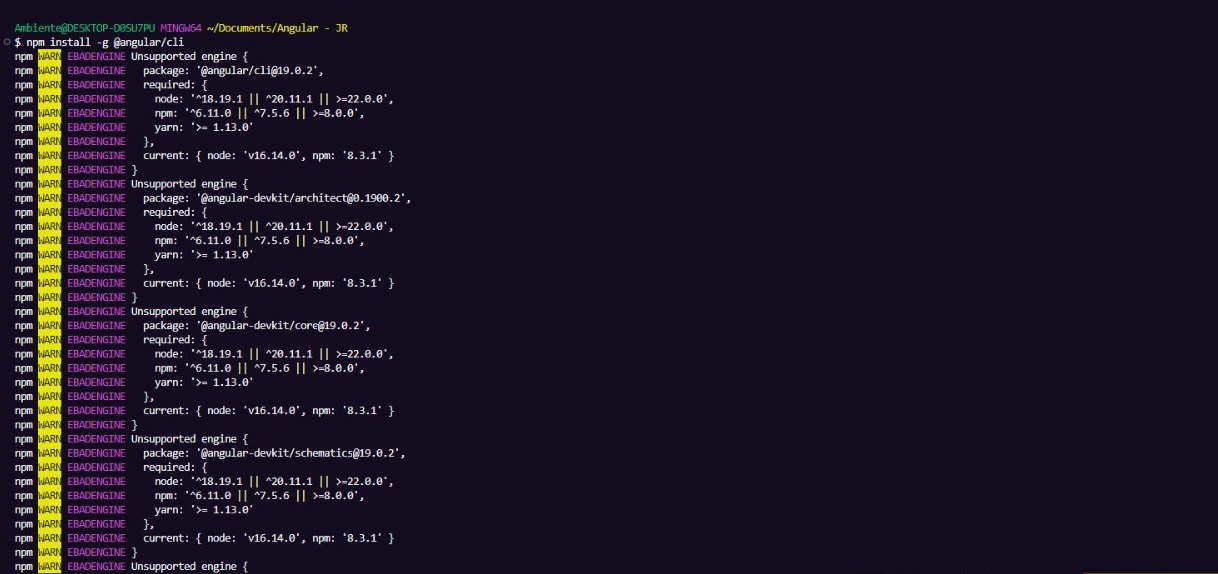 Ambiente@DESKTOP-D0SU7PU MINGW64 ~/Documents/Angular - JR
$ npm install -g @angular/cli
npm WARN EBADENGINE Unsupported engine {
npm WARN EBADENGINE   package: '@angular/cli@19.0.2',
npm WARN EBADENGINE   required: {
npm WARN EBADENGINE     node: '^18.19.1 || ^20.11.1 || >=22.0.0',
npm WARN EBADENGINE     npm: '^6.11.0 || ^7.5.6 || >=8.0.0',
npm WARN EBADENGINE     yarn: '>= 1.13.0'
npm WARN EBADENGINE   },
npm WARN EBADENGINE   current: { node: 'v16.14.0', npm: '8.3.1' }
npm WARN EBADENGINE }
npm WARN EBADENGINE Unsupported engine {
npm WARN EBADENGINE   package: '@angular-devkit/architect@0.1900.2',
npm WARN EBADENGINE   required: {
npm WARN EBADENGINE     node: '^18.19.1 || ^20.11.1 || >=22.0.0',
npm WARN EBADENGINE     npm: '^6.11.0 || ^7.5.6 || >=8.0.0',
npm WARN EBADENGINE     yarn: '>= 1.13.0'
npm WARN EBADENGINE   },
npm WARN EBADENGINE   current: { node: 'v16.14.0', npm: '8.3.1' }
npm WARN EBADENGINE }
npm WARN EBADENGINE Unsupported engine {
npm WARN EBADENGINE   package: '@angular-devkit/core@19.0.2',
npm WARN EBADENGINE   required: {
npm WARN EBADENGINE     node: '^18.19.1 || ^20.11.1 || >=22.0.0',
npm WARN EBADENGINE     npm: '^6.11.0 || ^7.5.6 || >=8.0.0',
npm WARN EBADENGINE     yarn: '>= 1.13.0'
npm WARN EBADENGINE   },
npm WARN EBADENGINE   current: { node: 'v16.14.0', npm: '8.3.1' }
npm WARN EBADENGINE }
npm WARN EBADENGINE Unsupported engine {
npm WARN EBADENGINE   package: '@angular-devkit/schematics@19.0.2',
npm WARN EBADENGINE   required: {
npm WARN EBADENGINE     node: '^18.19.1 || ^20.11.1 || >=22.0.0',
npm WARN EBADENGINE     npm: '^6.11.0 || ^7.5.6 || >=8.0.0',
npm WARN EBADENGINE     yarn: '>= 1.13.0'
npm WARN EBADENGINE   },
npm WARN EBADENGINE   current: { node: 'v16.14.0', npm: '8.3.1' }
npm WARN EBADENGINE }
npm WARN EBADENGINE Unsupported engine {